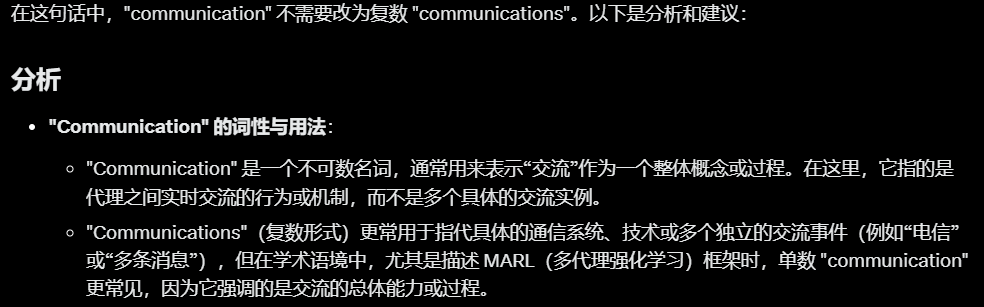 在这句话中，"communication" 不需要改为复数 "communications"。以下是分析和建议：
分析
• "Communication" 的词性与用法：
◦ "Communication" 是一个不可数名词，通常用来表示“交流”作为一个整体概念或过程。在这里，它指的是
代理之间实时交流的行为或机制，而不是多个具体的交流实例。
◦ "Communications"（复数形式）更常用于指代具体的通信系统、技术或多个独立的交流事件（例如“电信”
或“多条消息”），但在学术语境中，尤其是描述 MARL（多代理强化学习）框架时，单数 "communication"
更常见，因为它强调的是交流的总体能力或过程。